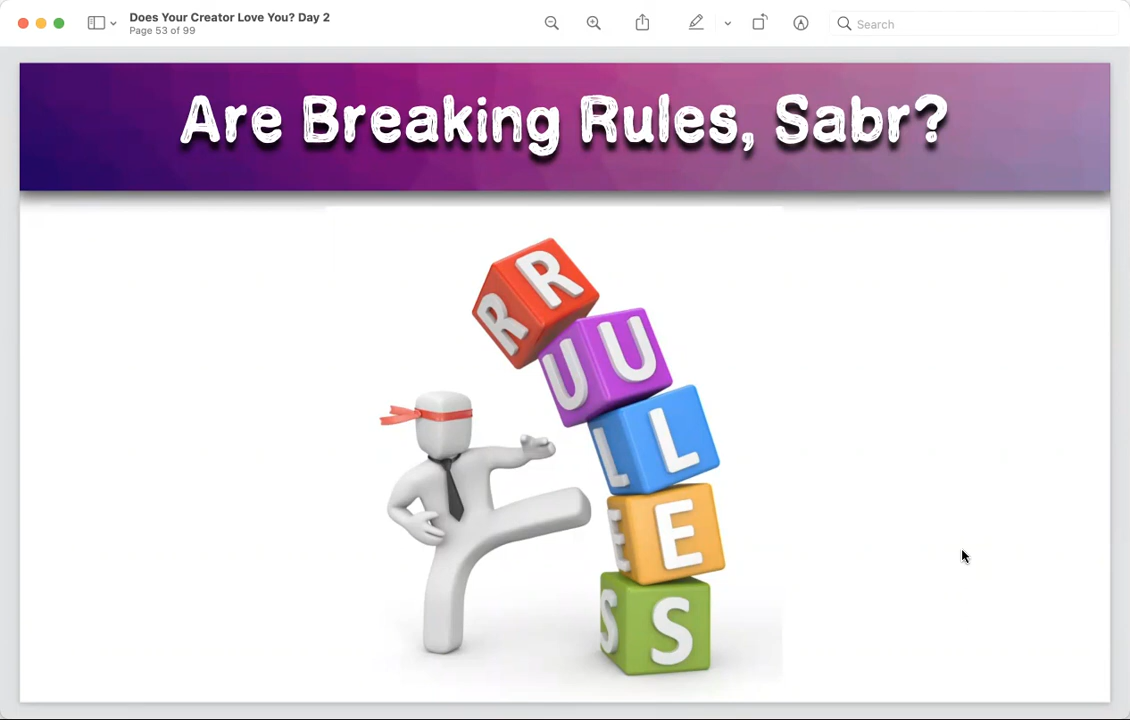 Does Your Creator Love You? Day 2
Page 53 of 99
Search
Are Breaking Rules, Sabr?
R R
U U
L L
E E
S S